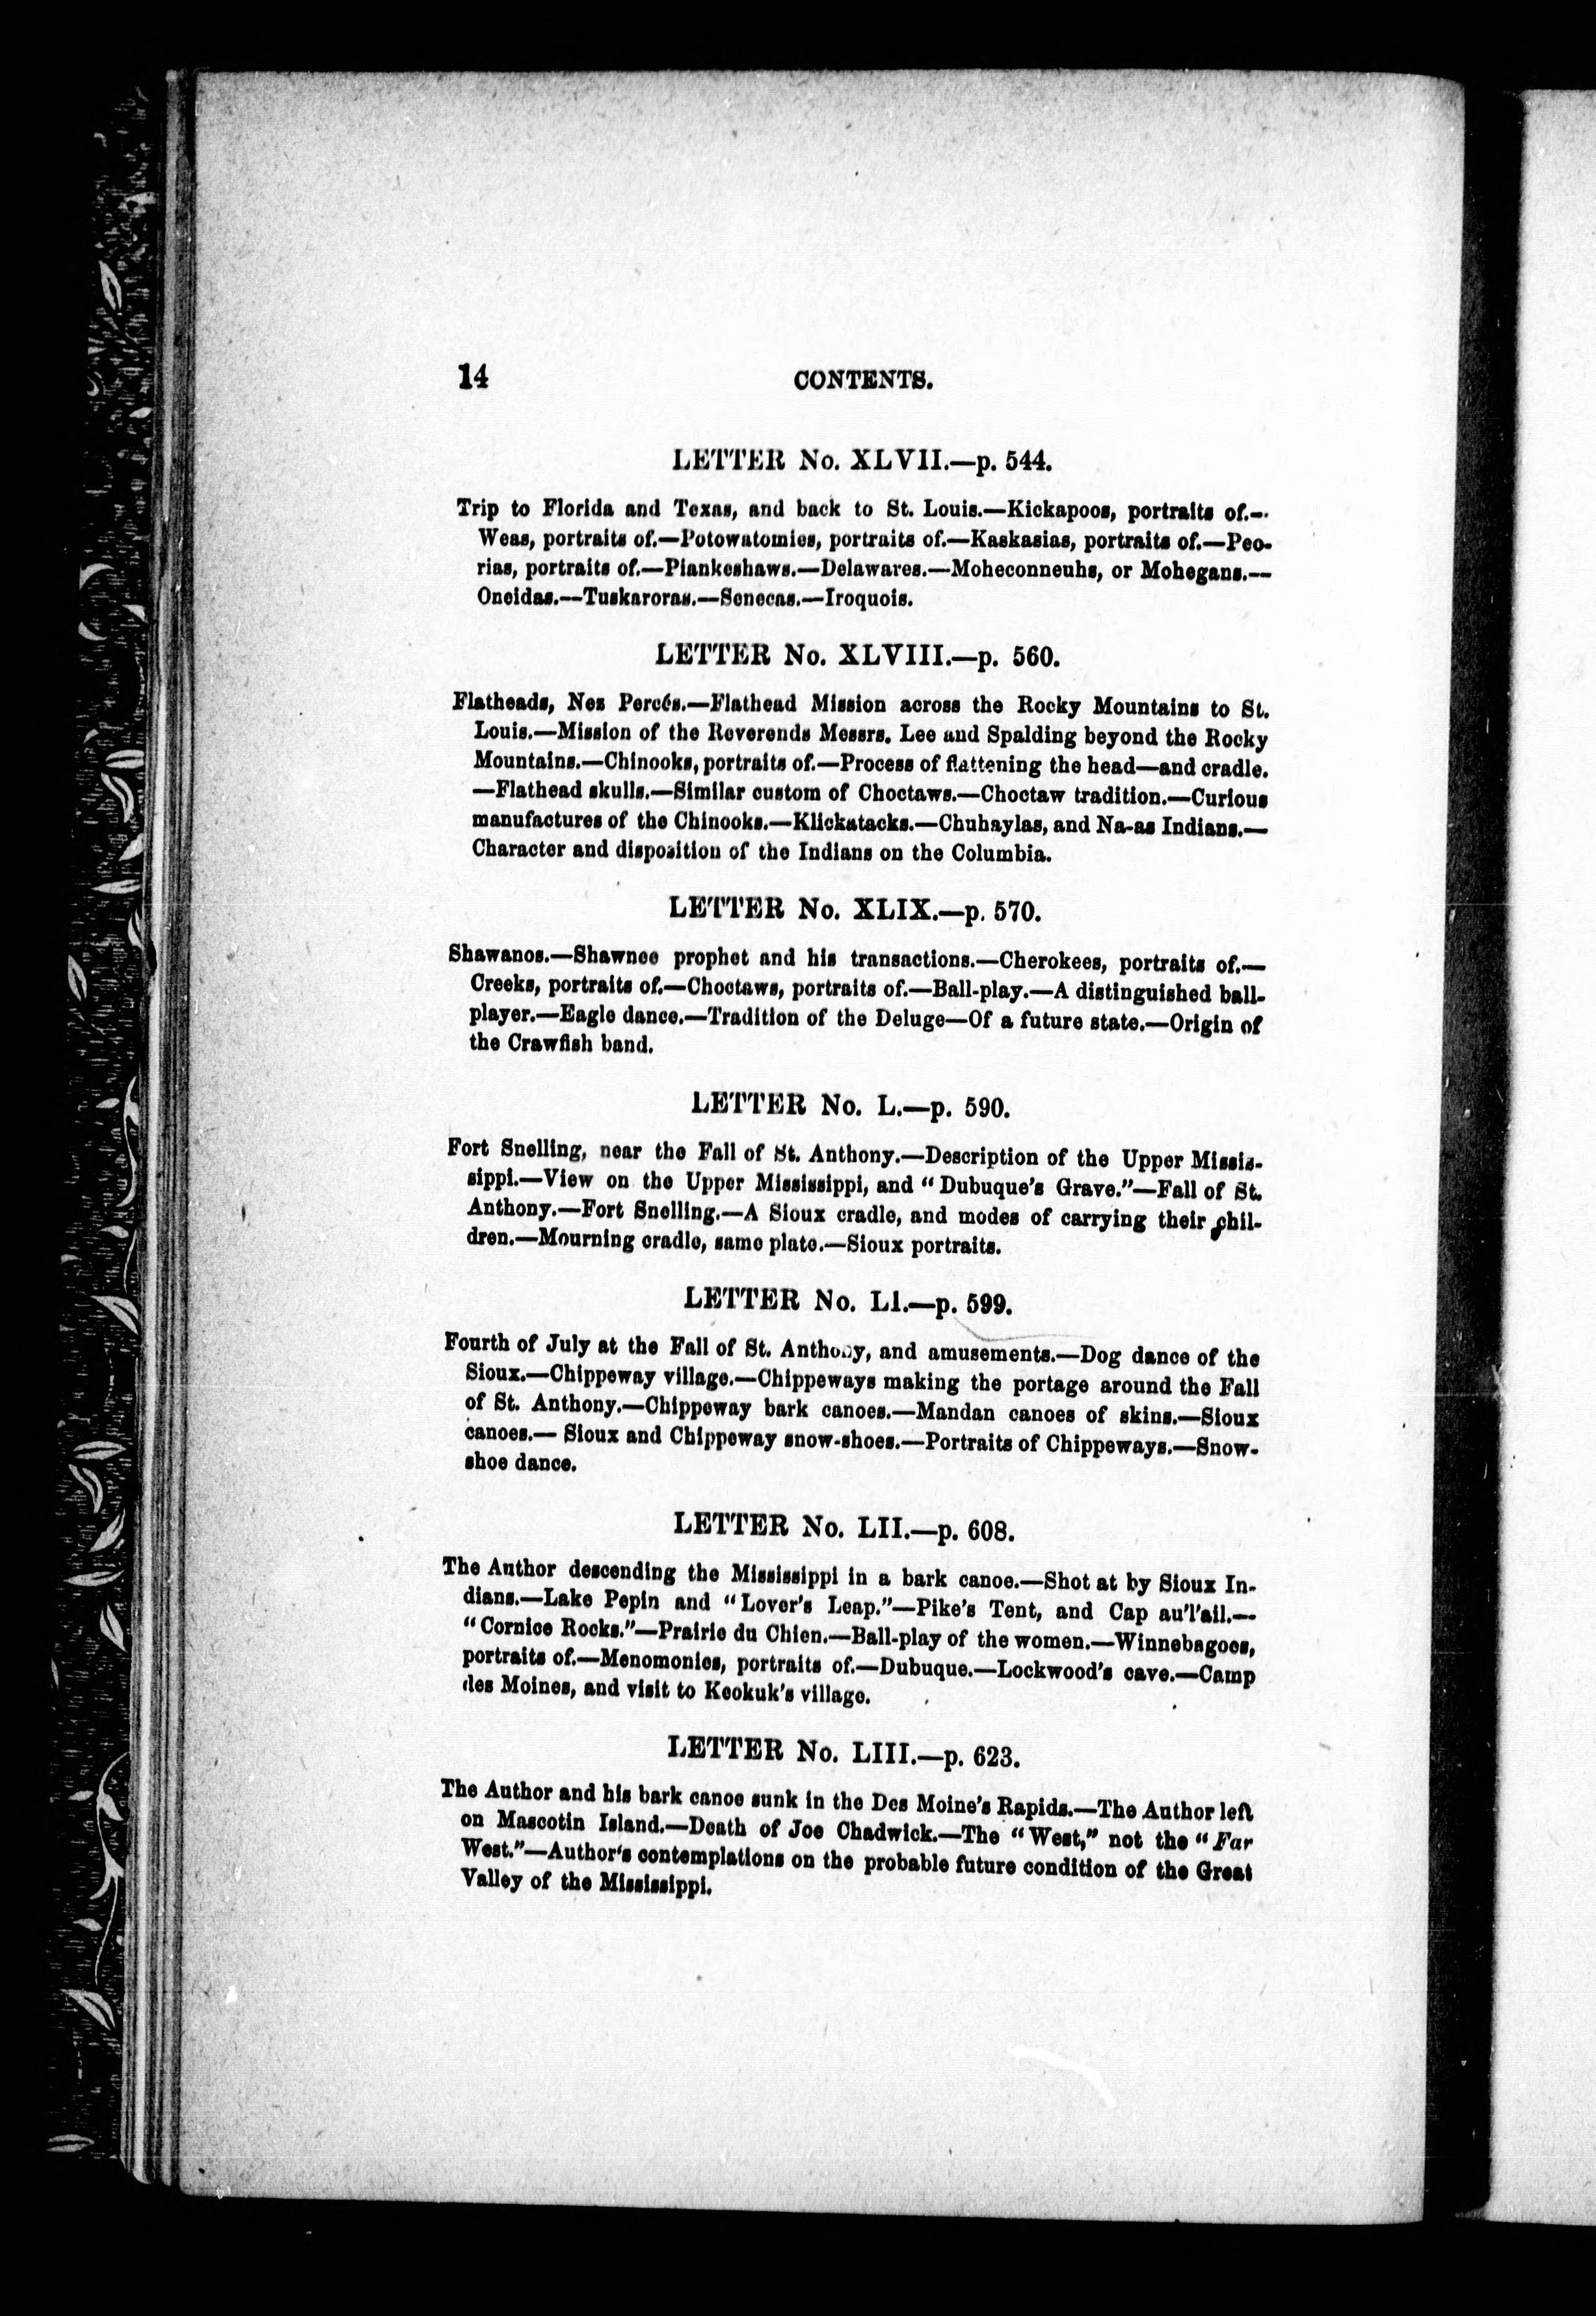 14 CONTENTS.
LETTER No. XLVII.—p. 544.
Trip to Florida and Texas, and back to St. Louis.—Kickapoos, portraits of.—
Weas, portraits of.—Potowatomies, portraits of.—Kaskasias, portraits of.—Peo-
rias, portraits of.—Piankeshaws.—Delawares.—Moheconneuhs, or Mohegans.—
Oneidas.—Tuskaroras.—Senecas.—Iroquois.
LETTER No. XLVIII.—p. 560.
Flatheads, Nez Percés.—Flathead Mission across the Rocky Mountains to St.
Louis.—Mission of the Reverends Messrs. Lee and Spalding beyond the Rocky
Mountains.—Chinooks, portraits of.—Process of flattening the head—and cradle.
—Flathead skulls.—Similar custom of Choctaws.—Choctaw tradition.—Curious
manufactures of the Chinooks.—Klickatacks.—Chuhaylas, and Na-as Indians.—
Character and disposition of the Indians on the Columbia.
LETTER No. XLIX.—p. 570.
Shawanos.—Shawnee prophet and his transactions.—Cherokees, portraits of.—
Creeks, portraits of.—Choctaws, portraits of.—Ball-play.—A distinguished ball-
player.—Eagle dance.—Tradition of the Deluge—Of a future state.—Origin of
the Crawfish band.
LETTER No. L.—p. 590.
Fort Snelling, near the Fall of St. Anthony.—Description of the Upper Missis-
sippi.—View on the Upper Mississippi, and "Dubuque's Grave."—Fall of St.
Anthony.—Fort Snelling.—A Sioux cradle, and modes of carrying their chil-
dren.—Mourning cradle, same plate.—Sioux portraits.
LETTER No. LI.—p. 599.
Fourth of July at the Fall of St. Anthony, and amusements.—Dog dance of the
Sioux.—Chippeway village.—Chippeways making the portage around the Fall
of St. Anthony.—Chippeway bark canoes.—Mandan canoes of skins.—Sioux
canoes.— Sioux and Chippeway snow-shoes.—Portraits of Chippeways.—Snow-
shoe dance.
LETTER No. LII.—p. 608.
The Author descending the Mississippi in a bark canoe.—Shot at by Sioux In-
dians.—Lake Pepin and "Lover's Leap."—Pike's Tent, and Cap au'l'ail.—
"Cornice Rocks."—Prairie du Chien.—Ball-play of the women.—Winnebagoes,
portraits of.—Menomonies, portraits of.—Dubuque.—Lockwood's cave.—Camp
des Moines, and visit to Keokuk's village.
LETTER No. LIII.—p. 623.
The Author and his bark canoe sunk in the Des Moine's Rapids.—The Author left
on Mascotin Island.—Death of Joe Chadwick.—The "West," not the "Far
West."—Author's contemplations on the probable future condition of the Great
Valley of the Mississippi.